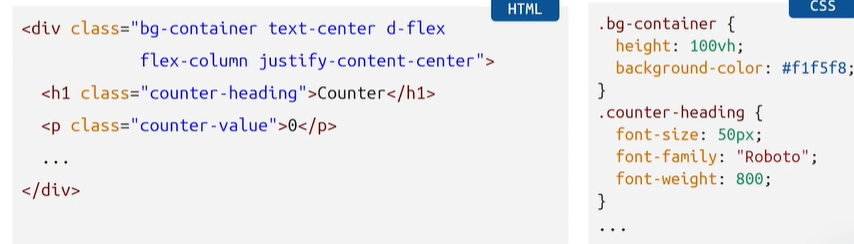 HTML
<div class="bg-container text-center d-flex
flex-column justify-content-center">
<h1 class="counter-heading">Counter</h1>
<p class="counter-value">0</p>
...
</div>
CSS
.bg-container {
height: 100vh;
background-color: #f1f5f8;
}
.counter-heading {
font-size: 50px;
font-family: "Roboto";
font-weight: 800;
}
...